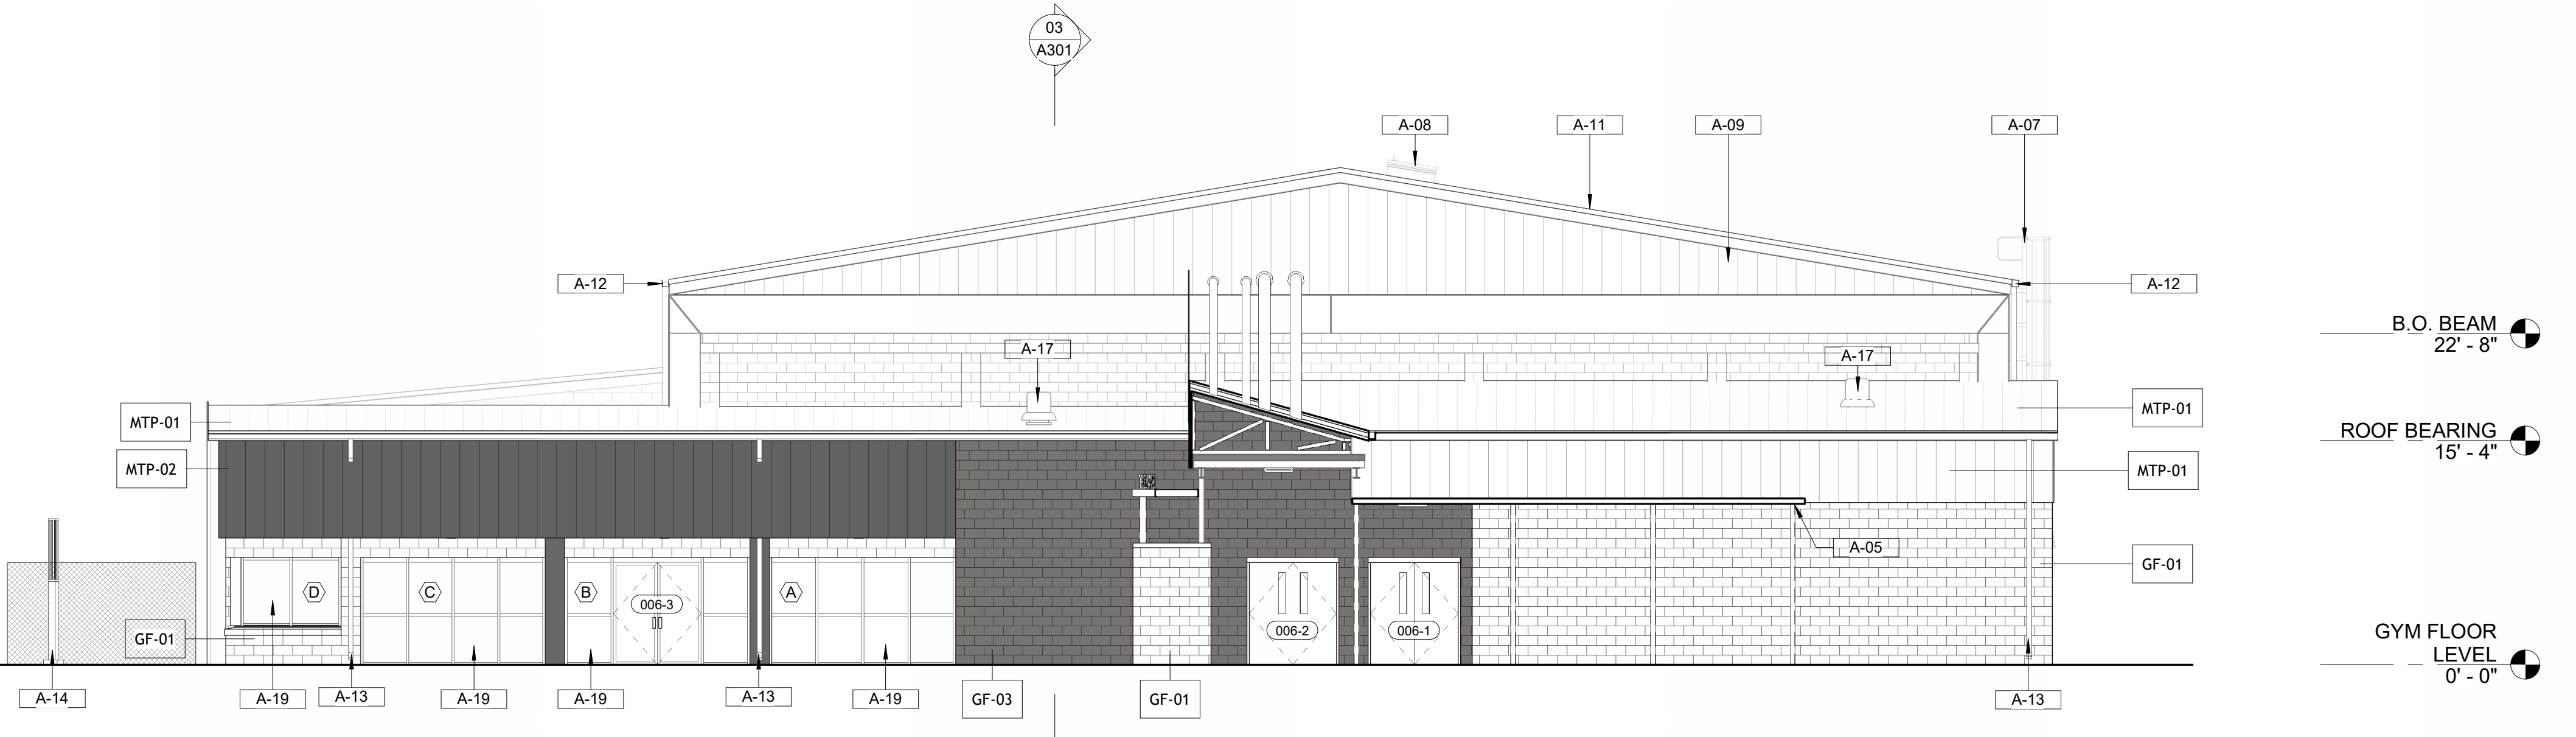 03
A301
A-08
A-11
A-09
A-07
A-12
A-12
B.O. BEAM
22' - 8"
A-17
A-17
MTP-01
MTP-01
ROOF BEARING
15' - 4"
MTP-02
MTP-01
A-05
GF-01
D
C
B
A
006-3
006-2
006-1
GF-01
GYM FLOOR
LEVEL
0' - 0"
A-14
A-19
A-13
A-19
A-19
A-13
A-19
GF-03
GF-01
A-13